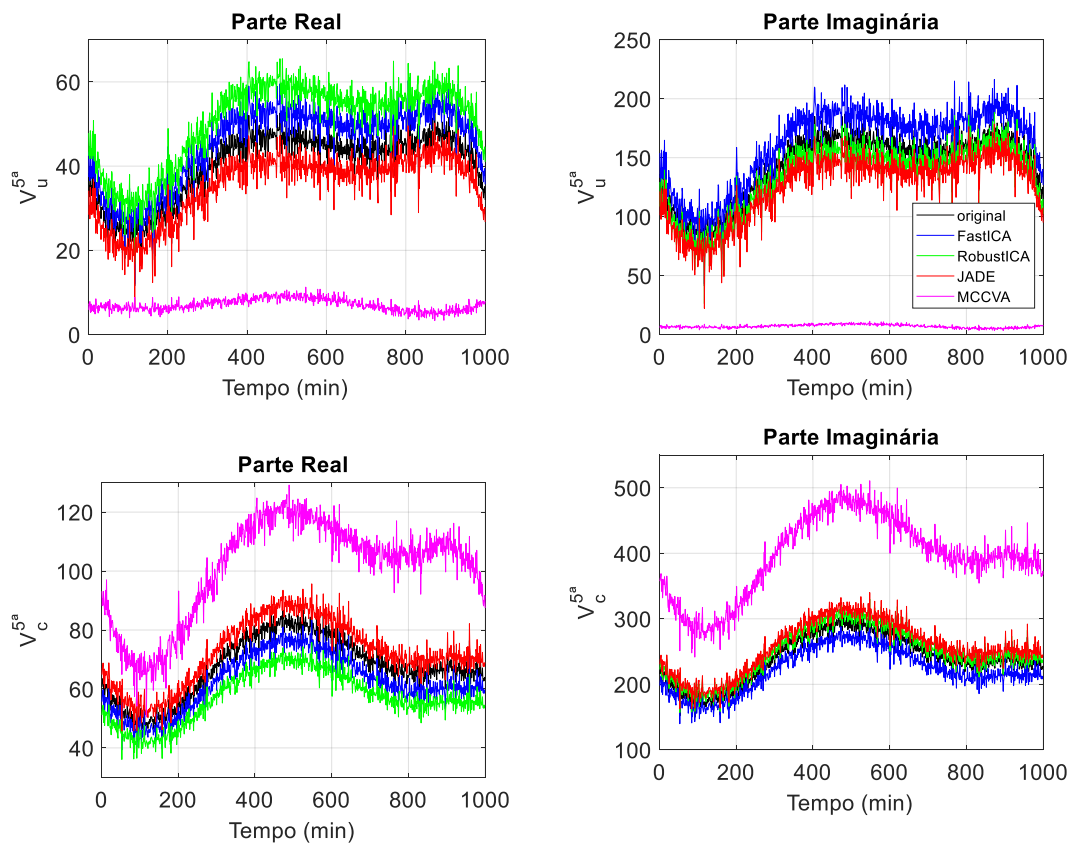 Parte Real
60
40
20
0
0 200 400 600 800 1000
Tempo (min)
V_u^5ª
Parte Imaginária
250
200
150
100
50
0
0 200 400 600 800 1000
Tempo (min)
V_u^5ª
original
FastICA
RobustICA
JADE
MCCVA
Parte Real
120
100
80
60
40
0 200 400 600 800 1000
Tempo (min)
V_c^5ª
Parte Imaginária
500
400
300
200
100
0 200 400 600 800 1000
Tempo (min)
V_c^5ª